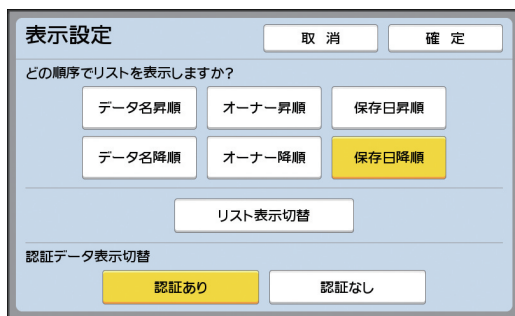 表示設定 取 消 確 定
どの順序でリストを表示しますか?
データ名昇順 オーナー昇順 保存日昇順
データ名降順 オーナー降順 保存日降順
リスト表示切替
認証データ表示切替
認証あり 認証なし